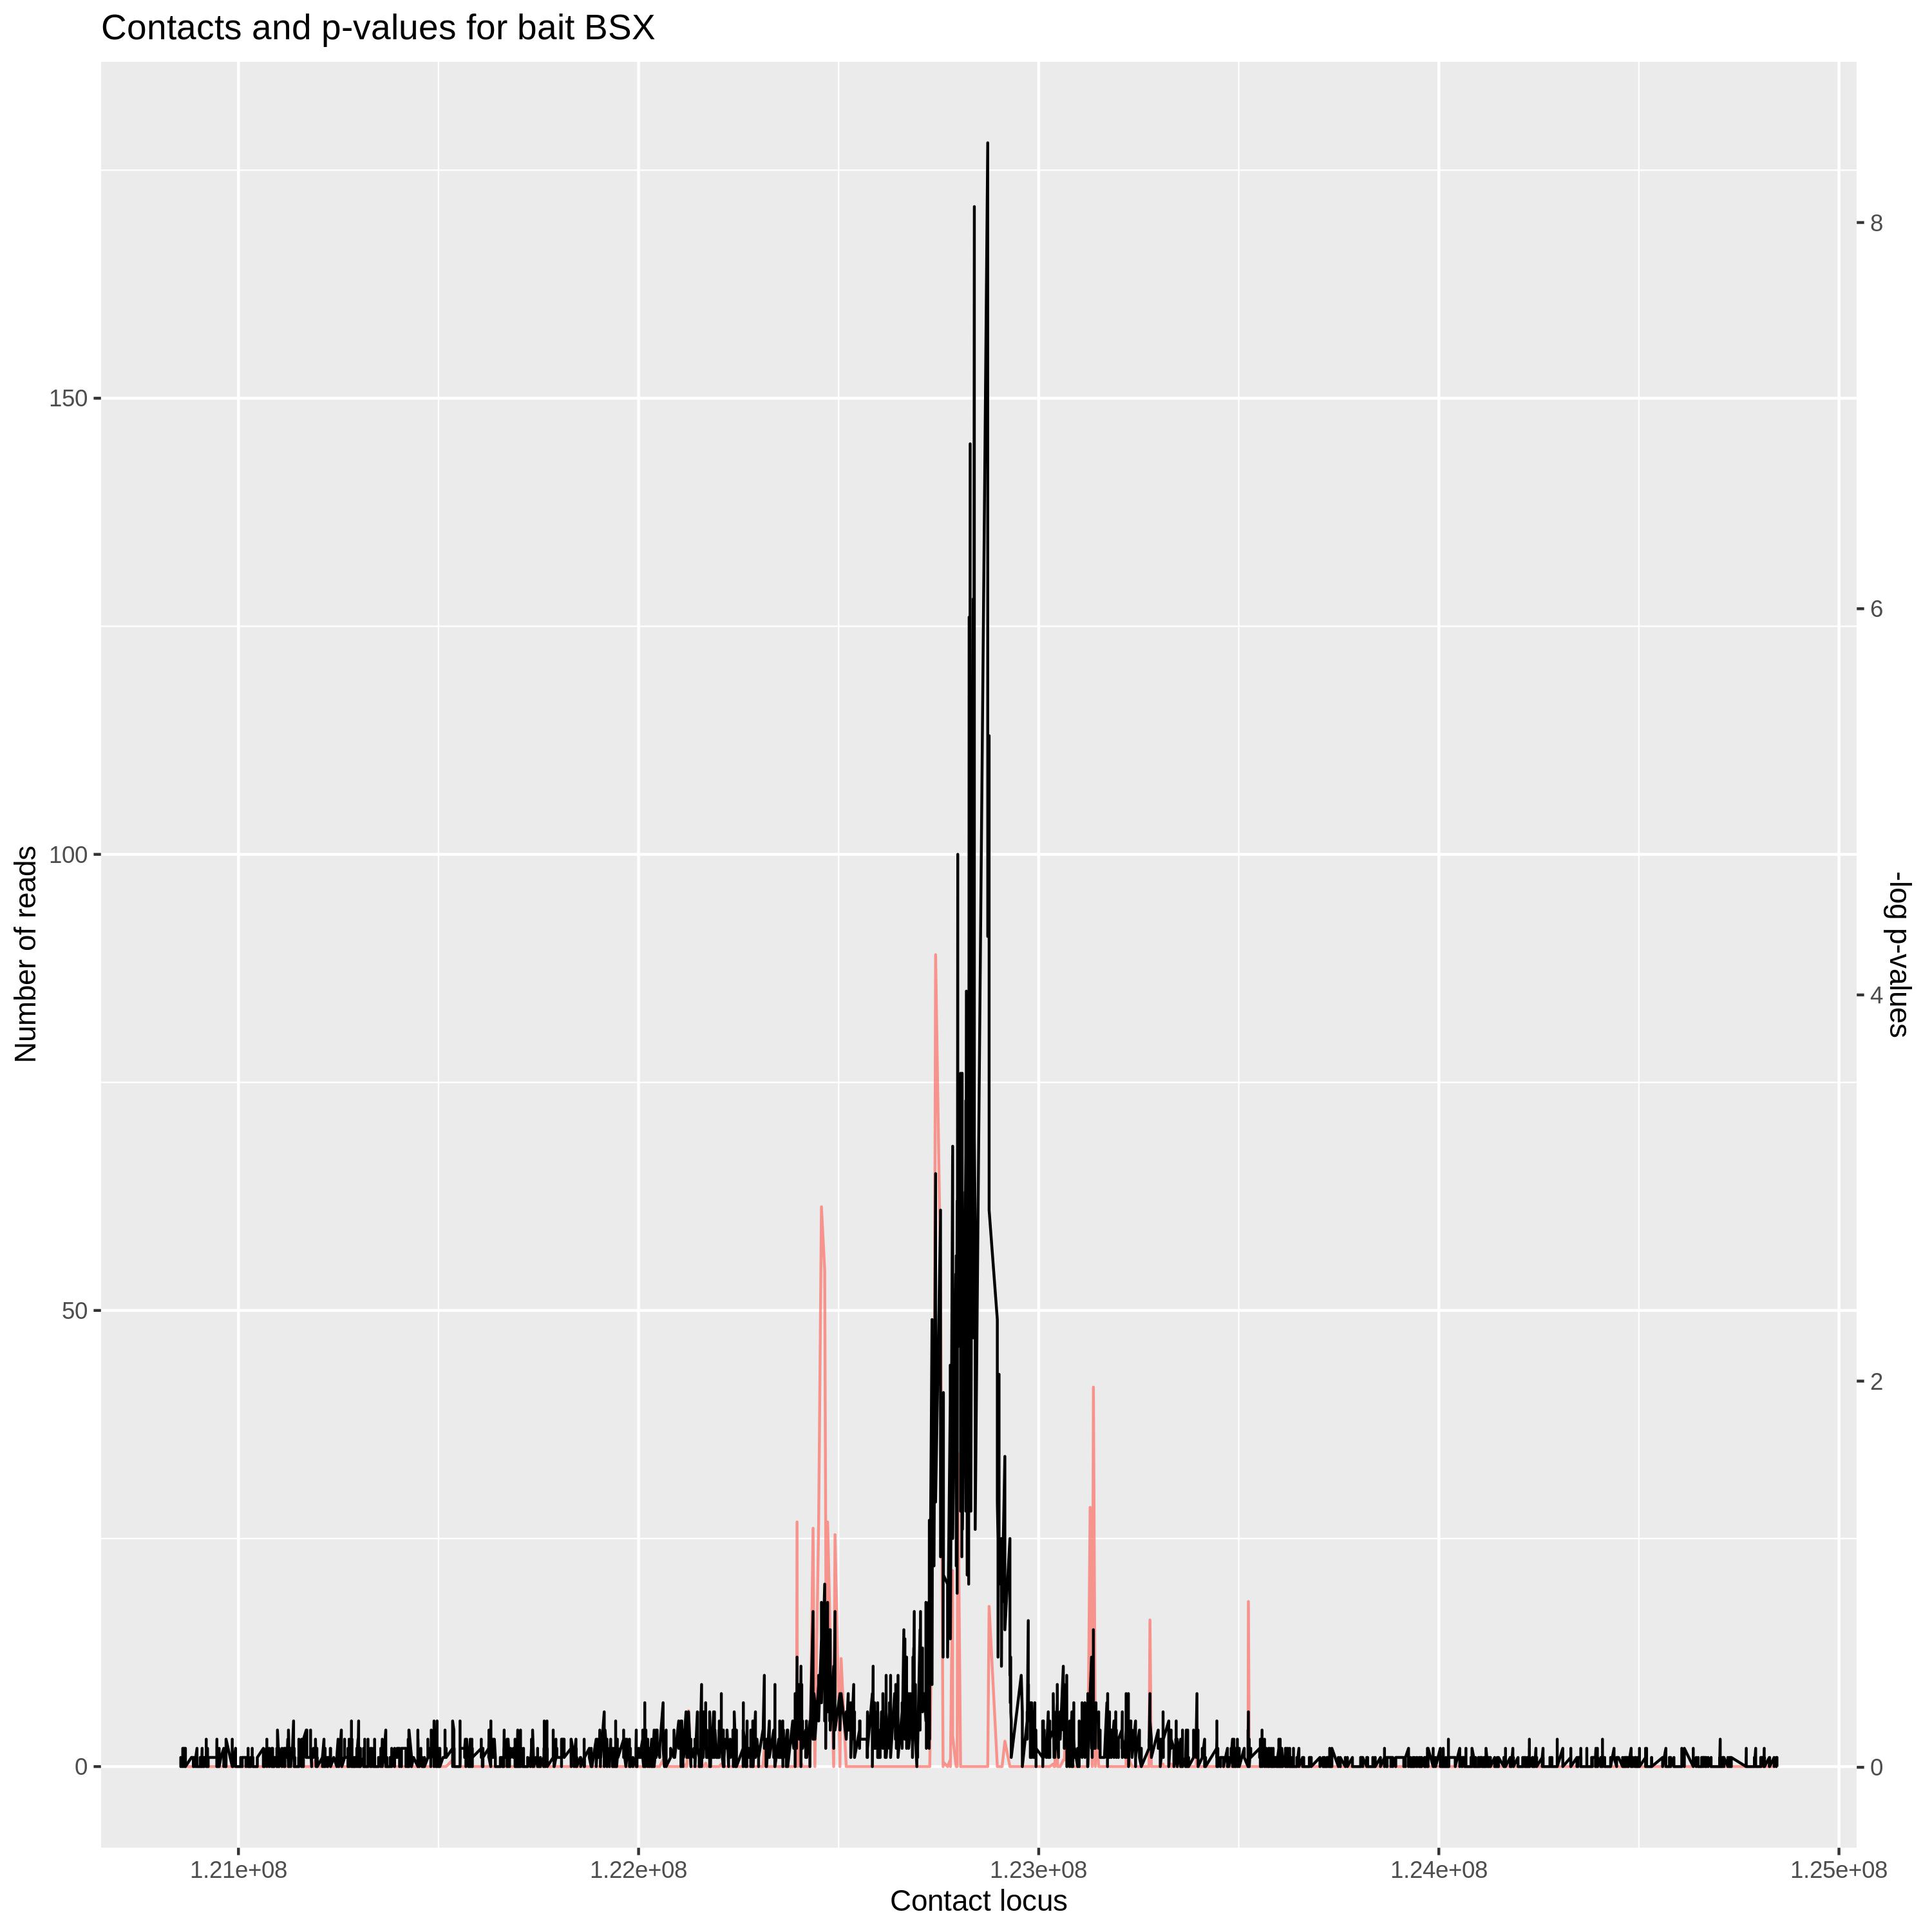 Contacts and p-values for bait BSX
Number of reads
150
100
50
0
8
6
4
2
0
-log p-values
1.21e+08 1.22e+08 1.23e+08 1.24e+08 1.25e+08
Contact locus